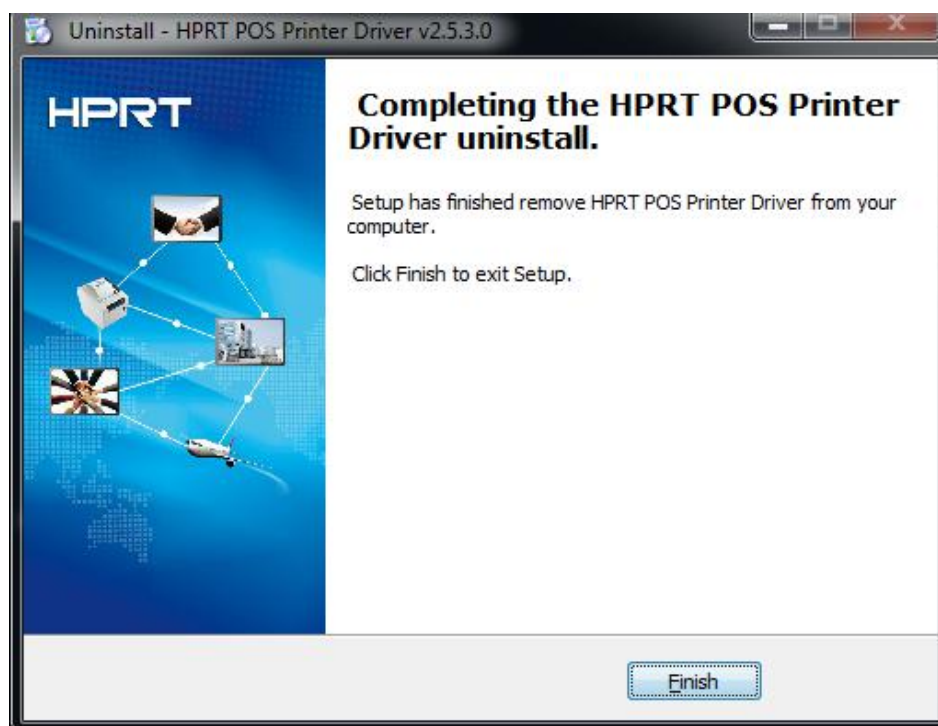 Uninstall - HPRT POS Printer Driver v2.5.3.0
HPRT
Completing the HPRT POS Printer
Driver uninstall.
Setup has finished remove HPRT POS Printer Driver from your
computer.
Click Finish to exit Setup.
Finish